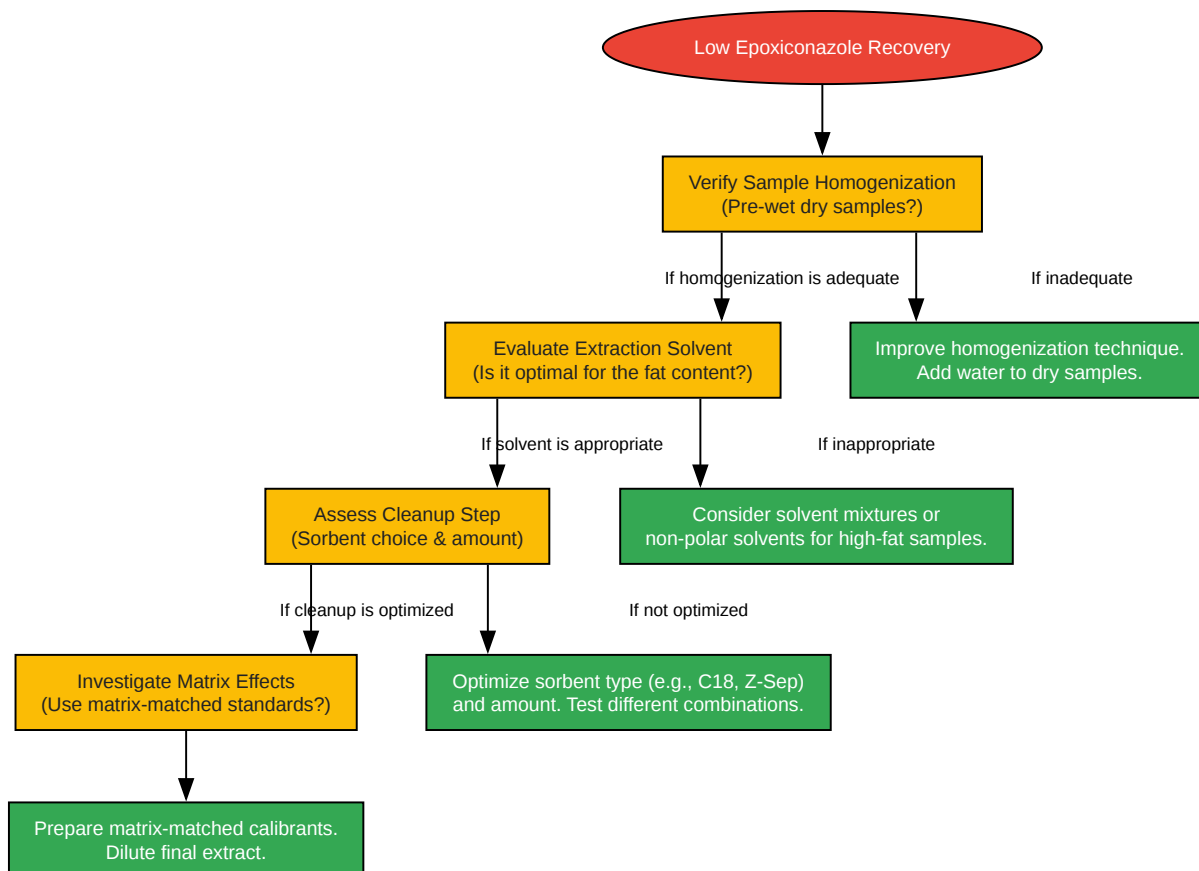 Low Epoxiconazole Recovery
Verify Sample Homogenization
(Pre-wet dry samples?)
If homogenization is adequate
If inadequate
Evaluate Extraction Solvent
(Is it optimal for the fat content?)
Improve homogenization technique.
Add water to dry samples.
If solvent is appropriate
If inappropriate
Assess Cleanup Step
(Sorbent choice & amount)
Consider solvent mixtures or
non-polar solvents for high-fat samples.
If cleanup is optimized
If not optimized
Investigate Matrix Effects
(Use matrix-matched standards?)
Optimize sorbent type (e.g., C18, Z-Sep)
and amount. Test different combinations.
Prepare matrix-matched calibrants.
Dilute final extract.